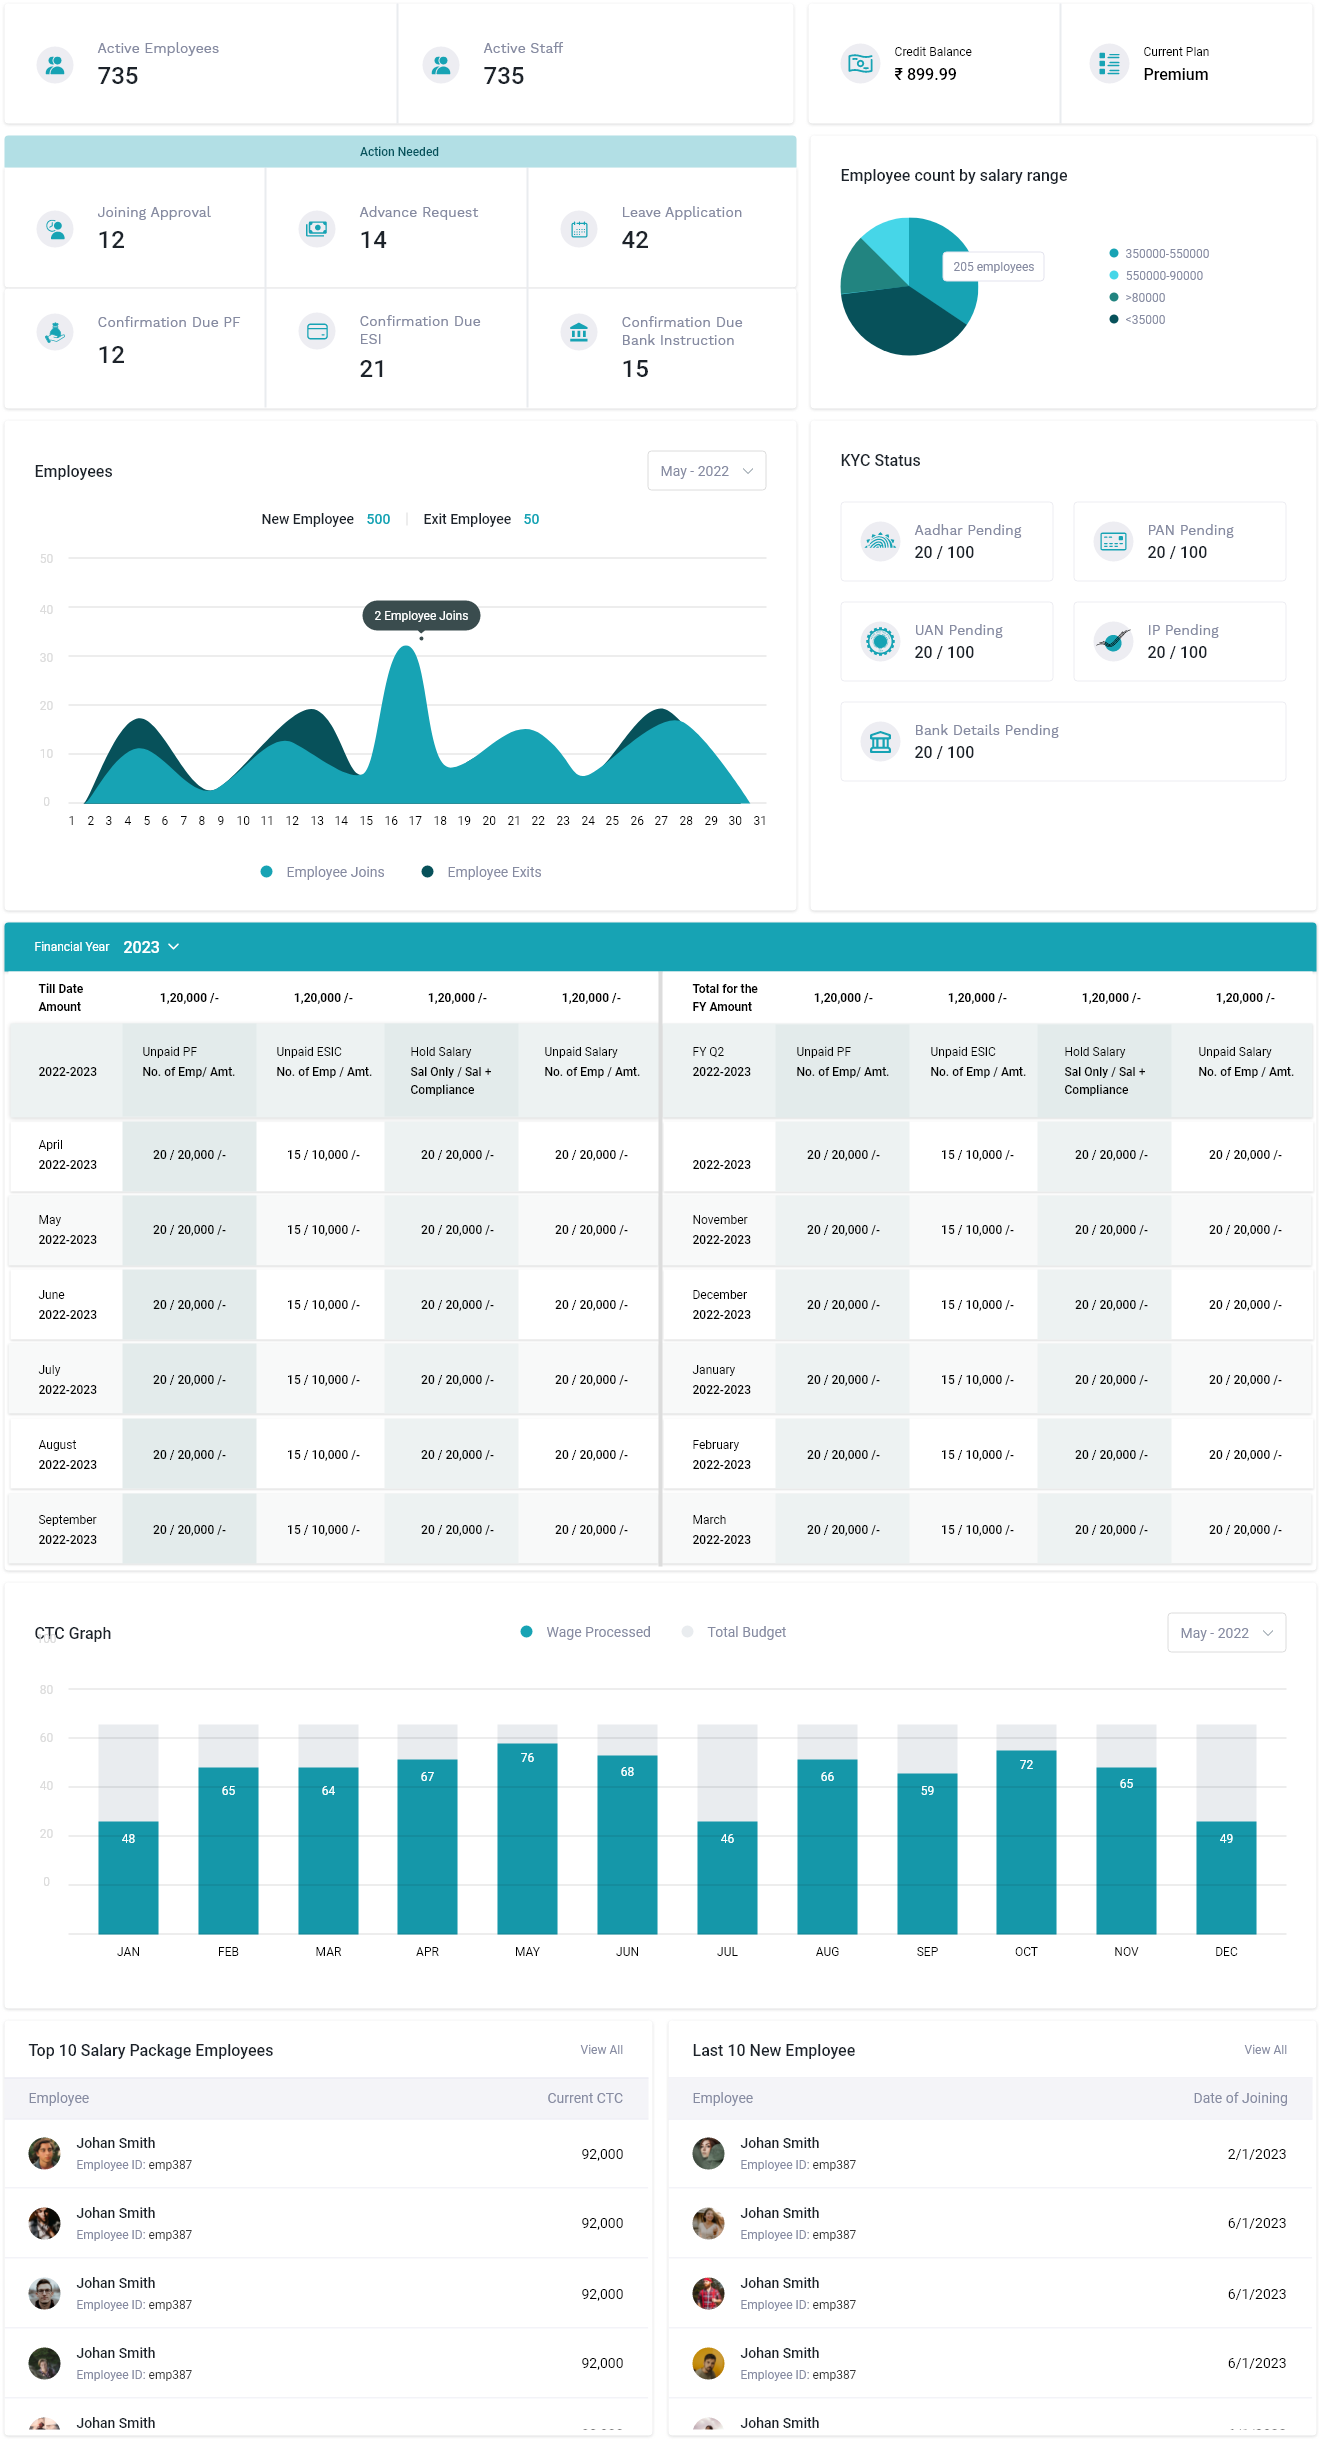 Active Employees
735
Active Staff
735
Credit Balance
₹ 899.99
Current Plan
Premium
Action Needed
Joining Approval
12
Advance Request
14
Leave Application
42
Confirmation Due PF
12
Confirmation Due
ESI
21
Confirmation Due
Bank Instruction
15
Employee count by salary range
205 employees
350000-550000
550000-90000
>80000
<35000
Employees
May - 2022
New Employee 500 Exit Employee 50
50
40
30
20
10
0
2 Employee Joins
1 2 3 4 5 6 7 8 9 10 11 12 13 14 15 16 17 18 19 20 21 22 23 24 25 26 27 28 29 30 31
Employee Joins Employee Exits
KYC Status
Aadhar Pending
20 / 100
PAN Pending
20 / 100
UAN Pending
20 / 100
IP Pending
20 / 100
Bank Details Pending
20 / 100
Financial Year 2023
Till Date
Amount
1,20,000 /- 1,20,000 /- 1,20,000 /- 1,20,000 /-
Total for the
FY Amount
1,20,000 /- 1,20,000 /- 1,20,000 /- 1,20,000 /-
2022-2023
Unpaid PF
No. of Emp/ Amt.
Unpaid ESIC
No. of Emp / Amt.
Hold Salary
Sal Only / Sal +
Compliance
Unpaid Salary
No. of Emp / Amt.
FY Q2
2022-2023
Unpaid PF
No. of Emp/ Amt.
Unpaid ESIC
No. of Emp / Amt.
Hold Salary
Sal Only / Sal +
Compliance
Unpaid Salary
No. of Emp / Amt.
April
2022-2023
20 / 20,000 /- 15 / 10,000 /- 20 / 20,000 /- 20 / 20,000 /-
2022-2023
20 / 20,000 /- 15 / 10,000 /- 20 / 20,000 /- 20 / 20,000 /-
May
2022-2023
20 / 20,000 /- 15 / 10,000 /- 20 / 20,000 /- 20 / 20,000 /-
November
2022-2023
20 / 20,000 /- 15 / 10,000 /- 20 / 20,000 /- 20 / 20,000 /-
June
2022-2023
20 / 20,000 /- 15 / 10,000 /- 20 / 20,000 /- 20 / 20,000 /-
December
2022-2023
20 / 20,000 /- 15 / 10,000 /- 20 / 20,000 /- 20 / 20,000 /-
July
2022-2023
20 / 20,000 /- 15 / 10,000 /- 20 / 20,000 /- 20 / 20,000 /-
January
2022-2023
20 / 20,000 /- 15 / 10,000 /- 20 / 20,000 /- 20 / 20,000 /-
August
2022-2023
20 / 20,000 /- 15 / 10,000 /- 20 / 20,000 /- 20 / 20,000 /-
February
2022-2023
20 / 20,000 /- 15 / 10,000 /- 20 / 20,000 /- 20 / 20,000 /-
September
2022-2023
20 / 20,000 /- 15 / 10,000 /- 20 / 20,000 /- 20 / 20,000 /-
March
2022-2023
20 / 20,000 /- 15 / 10,000 /- 20 / 20,000 /- 20 / 20,000 /-
CTC Graph
100
Wage Processed Total Budget
May - 2022
80
60
40
20
0
48 65 64 67 76 68 46 66 59 72 65 49
JAN FEB MAR APR MAY JUN JUL AUG SEP OCT NOV DEC
Top 10 Salary Package Employees View All
Employee Current CTC
Johan Smith
Employee ID: emp387
92,000
Johan Smith
Employee ID: emp387
92,000
Johan Smith
Employee ID: emp387
92,000
Johan Smith
Employee ID: emp387
92,000
Johan Smith
Last 10 New Employee View All
Employee Date of Joining
Johan Smith
Employee ID: emp387
2/1/2023
Johan Smith
Employee ID: emp387
6/1/2023
Johan Smith
Employee ID: emp387
6/1/2023
Johan Smith
Employee ID: emp387
6/1/2023
Johan Smith